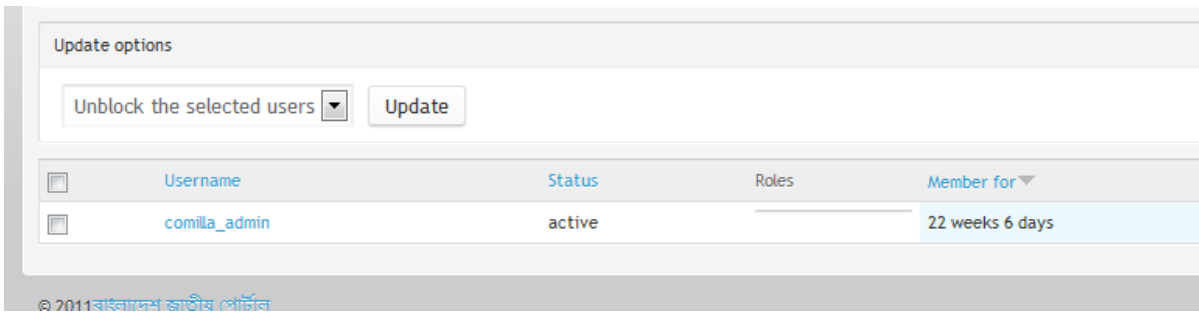 Update options
Unblock the selected users Update
Username Status Roles Member for
comilla_admin active 22 weeks 6 days
© 2011বাংলাদেশ জাতীয় পোর্টাল